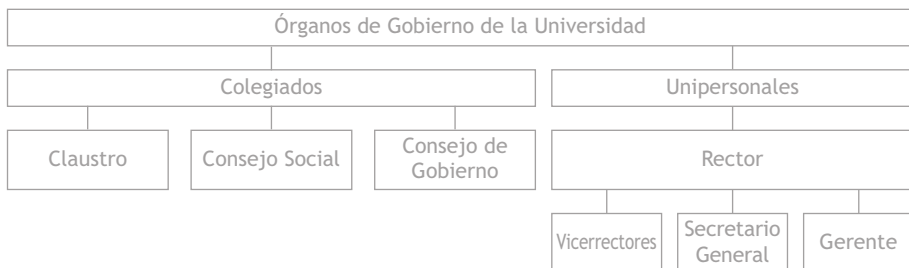 Órganos de Gobierno de la Universidad
Colegiados
Unipersonales
Claustro
Consejo Social
Consejo de
Gobierno
Rector
Vicerrectores
Secretario
General
Gerente